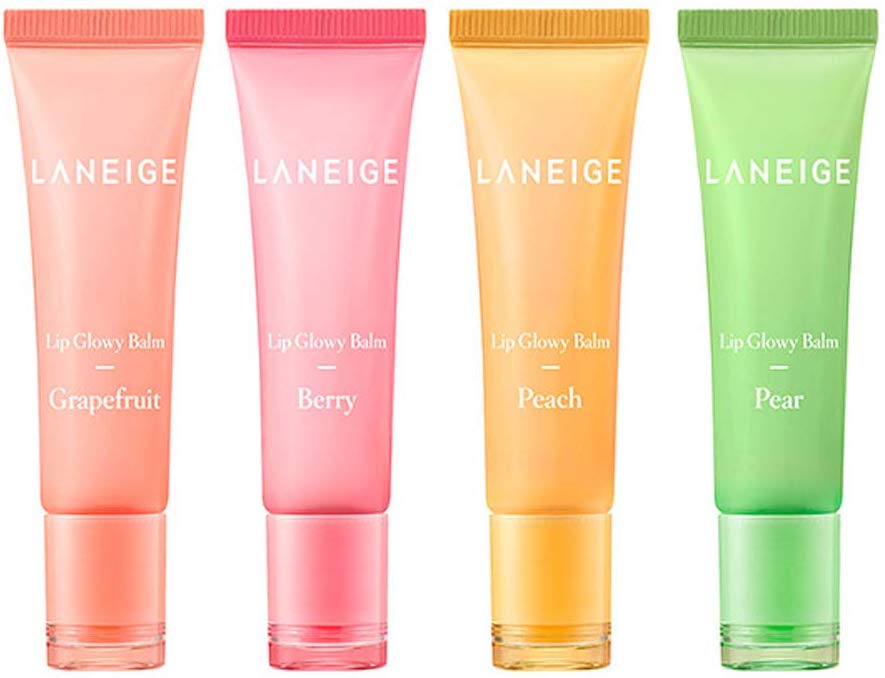 LANEIGE
Lip Glowy Balm
Grapefruit
LANEIGE
Lip Glowy Balm
Berry
LANEIGE
Lip Glowy Balm
Peach
LANEIGE
Lip Glowy Balm
Pear